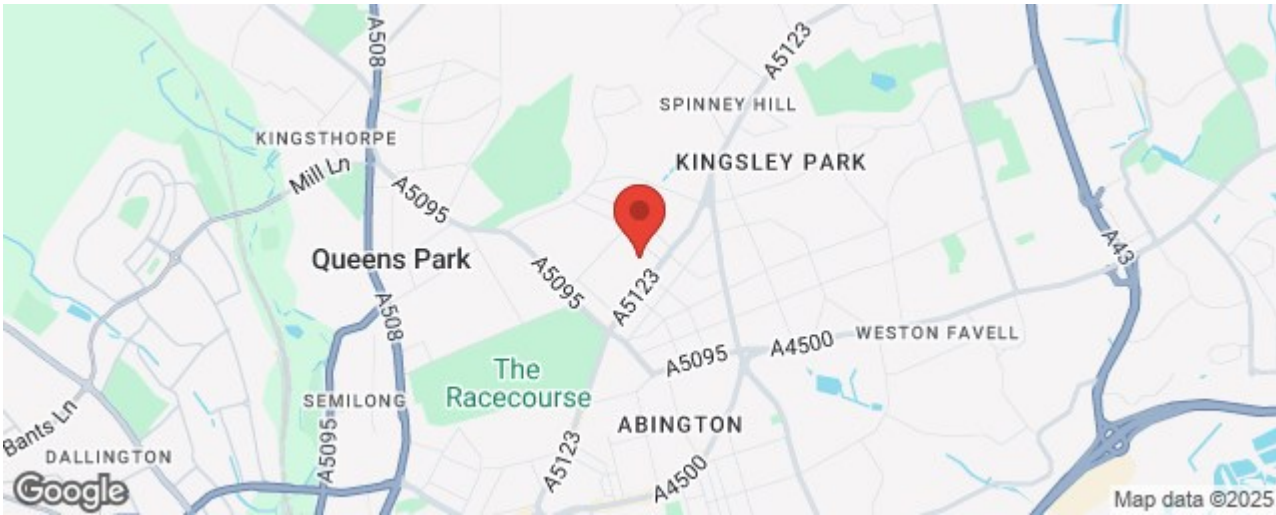 A508
A5123
SPINNEY HILL
KINGSTHORPE
Mill Ln
KINGSLEY PARK
A5095
Queens Park
A5095
A5123
A43
A508
A5095
A4500
WESTON FAVELL
The
Racecourse
SEMILONG
ABINGTON
Bants Ln
A5095
A5123
DALLINGTON
A4500
Google
Map data ©2025